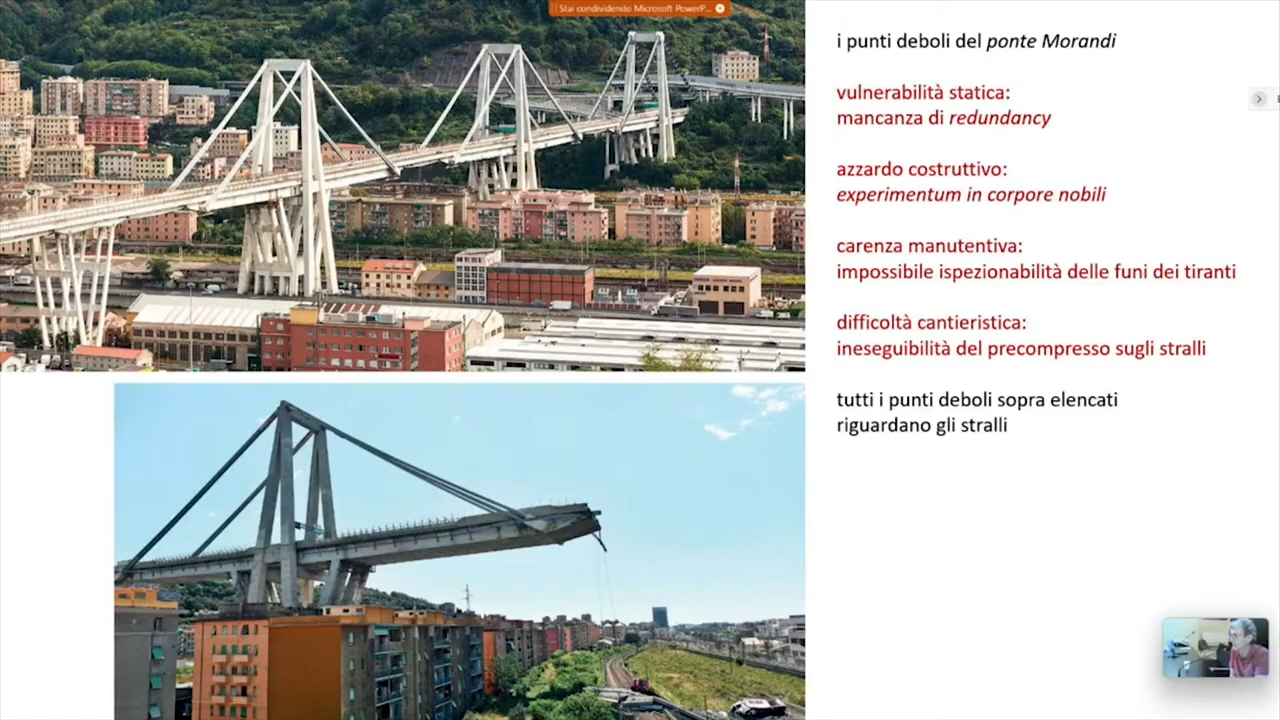 Stai condividendo Microsoft PowerP...
i punti deboli del ponte Morandi
vulnerabilità statica:
mancanza di redundancy
azzardo costruttivo:
experimentum in corpore nobili
carenza manutentiva:
impossibile ispezionabilità delle funi dei tiranti
difficoltà cantieristica:
ineseguibilità del precompresso sugli stralli
tutti i punti deboli sopra elencati
riguardano gli stralli